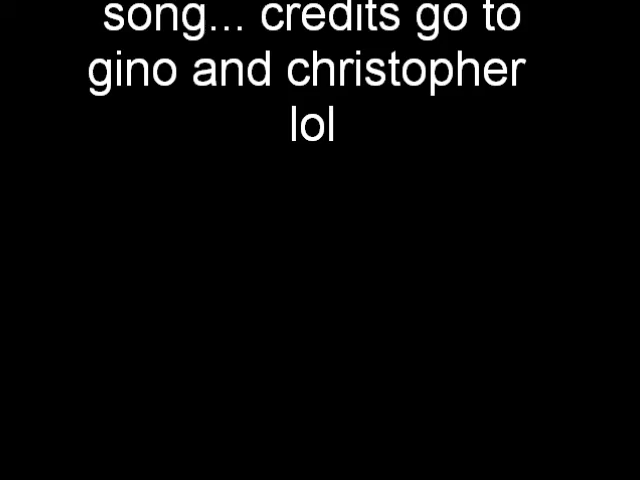 song... credits go to
gino and christopher
lol